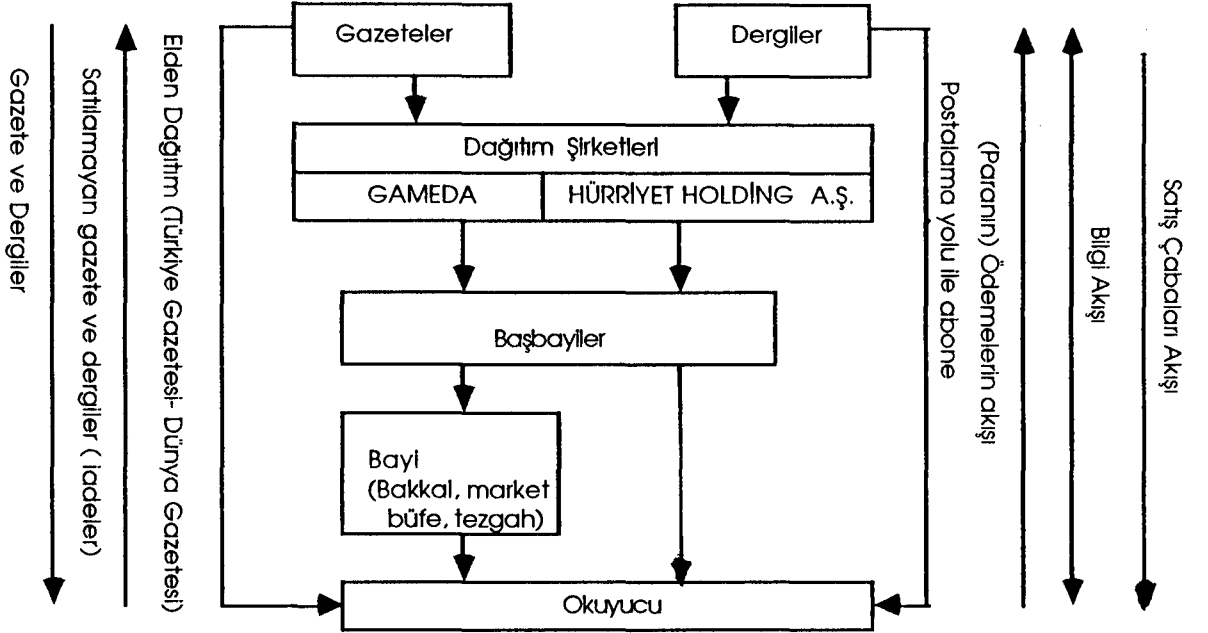 Gazeteler
Dergiler
Dağıtım Şirketleri
GAMEDA
HÜRRİYET HOLDİNG A.Ş.
Başbayiler
Bayi
(Bakkal, market
büfe, tezgah)
Okuyucu
Gazete ve Dergiler
Satılamayan gazete ve dergiler ( iadeler)
Elden Dağıtım (Türkiye Gazetesi- Dünya Gazetesi)
Postalama yolu ile abone
(Paranın) Ödemelerin akışı
Bilgi Akışı
Satış Çabaları Akışı